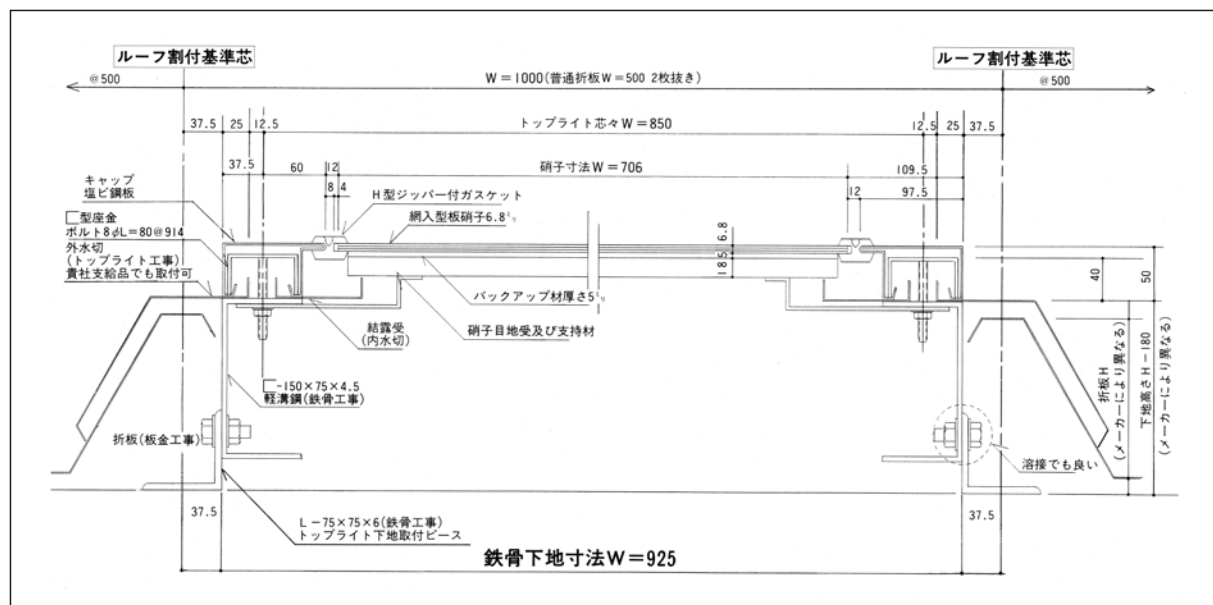 ルーフ割付基準芯
ルーフ割付基準芯
@500
W=1000(普通折板W=500 2枚抜き)
@500
37.5
25
12.5
トップライト芯々W=850
12.5
25
37.5
37.5
60
12
硝子寸法W=706
109.5
8
4
12
97.5
キャップ
塩ビ鋼板
H型ジッパー付ガスケット
網入型板硝子6.8㍉
6.8
型座金
ボルト8φL=80@914
外水切
(トップライト工事)
貴社支給品でも取付可
18.5
40
50
バックアップ材厚さ5㍉
結露受
(内水切)
硝子目地受及び支持材
-150×75×4.5
軽溝鋼(鉄骨工事)
折板H
(メーカーにより異なる)
下地高さH-180
(メーカーにより異なる)
折板(板金工事)
溶接でも良い
37.5
L-75×75×6(鉄骨工事)
トップライト下地取付ピース
37.5
鉄骨下地寸法W=925